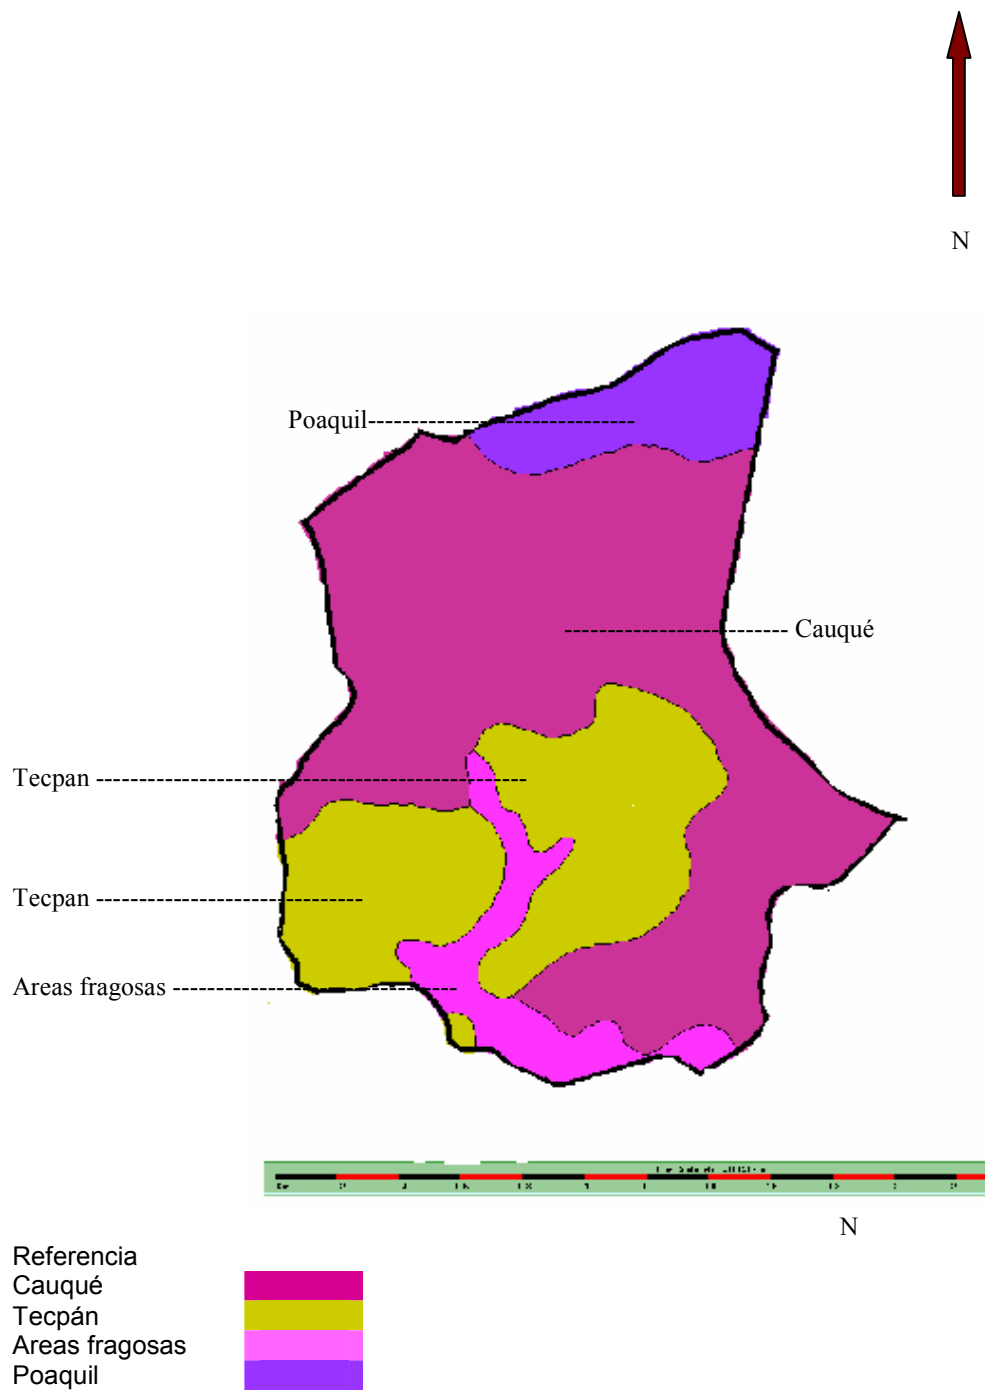 N
Poaquil
Cauqué
Tecpan
Tecpan
Areas fragosas
N
Referencia
Cauqué
Tecpán
Areas fragosas
Poaquil